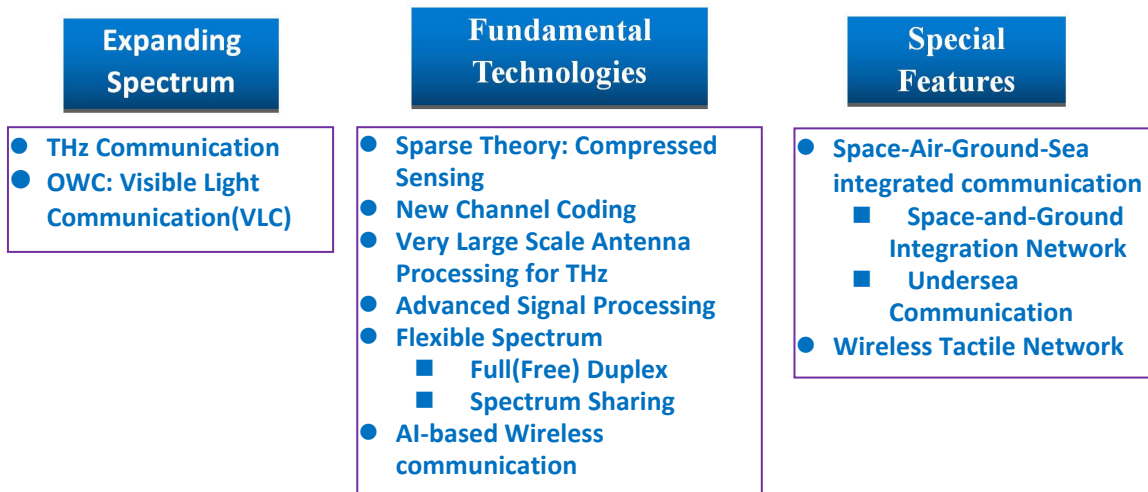 Expanding
Spectrum
● THz Communication
● OWC: Visible Light
Communication(VLC)
Fundamental
Technologies
● Sparse Theory: Compressed
Sensing
● New Channel Coding
● Very Large Scale Antenna
Processing for THz
● Advanced Signal Processing
● Flexible Spectrum
■ Full(Free) Duplex
■ Spectrum Sharing
● AI-based Wireless
communication
Special
Features
● Space-Air-Ground-Sea
integrated communication
■ Space-and-Ground
Integration Network
■ Undersea
Communication
● Wireless Tactile Network